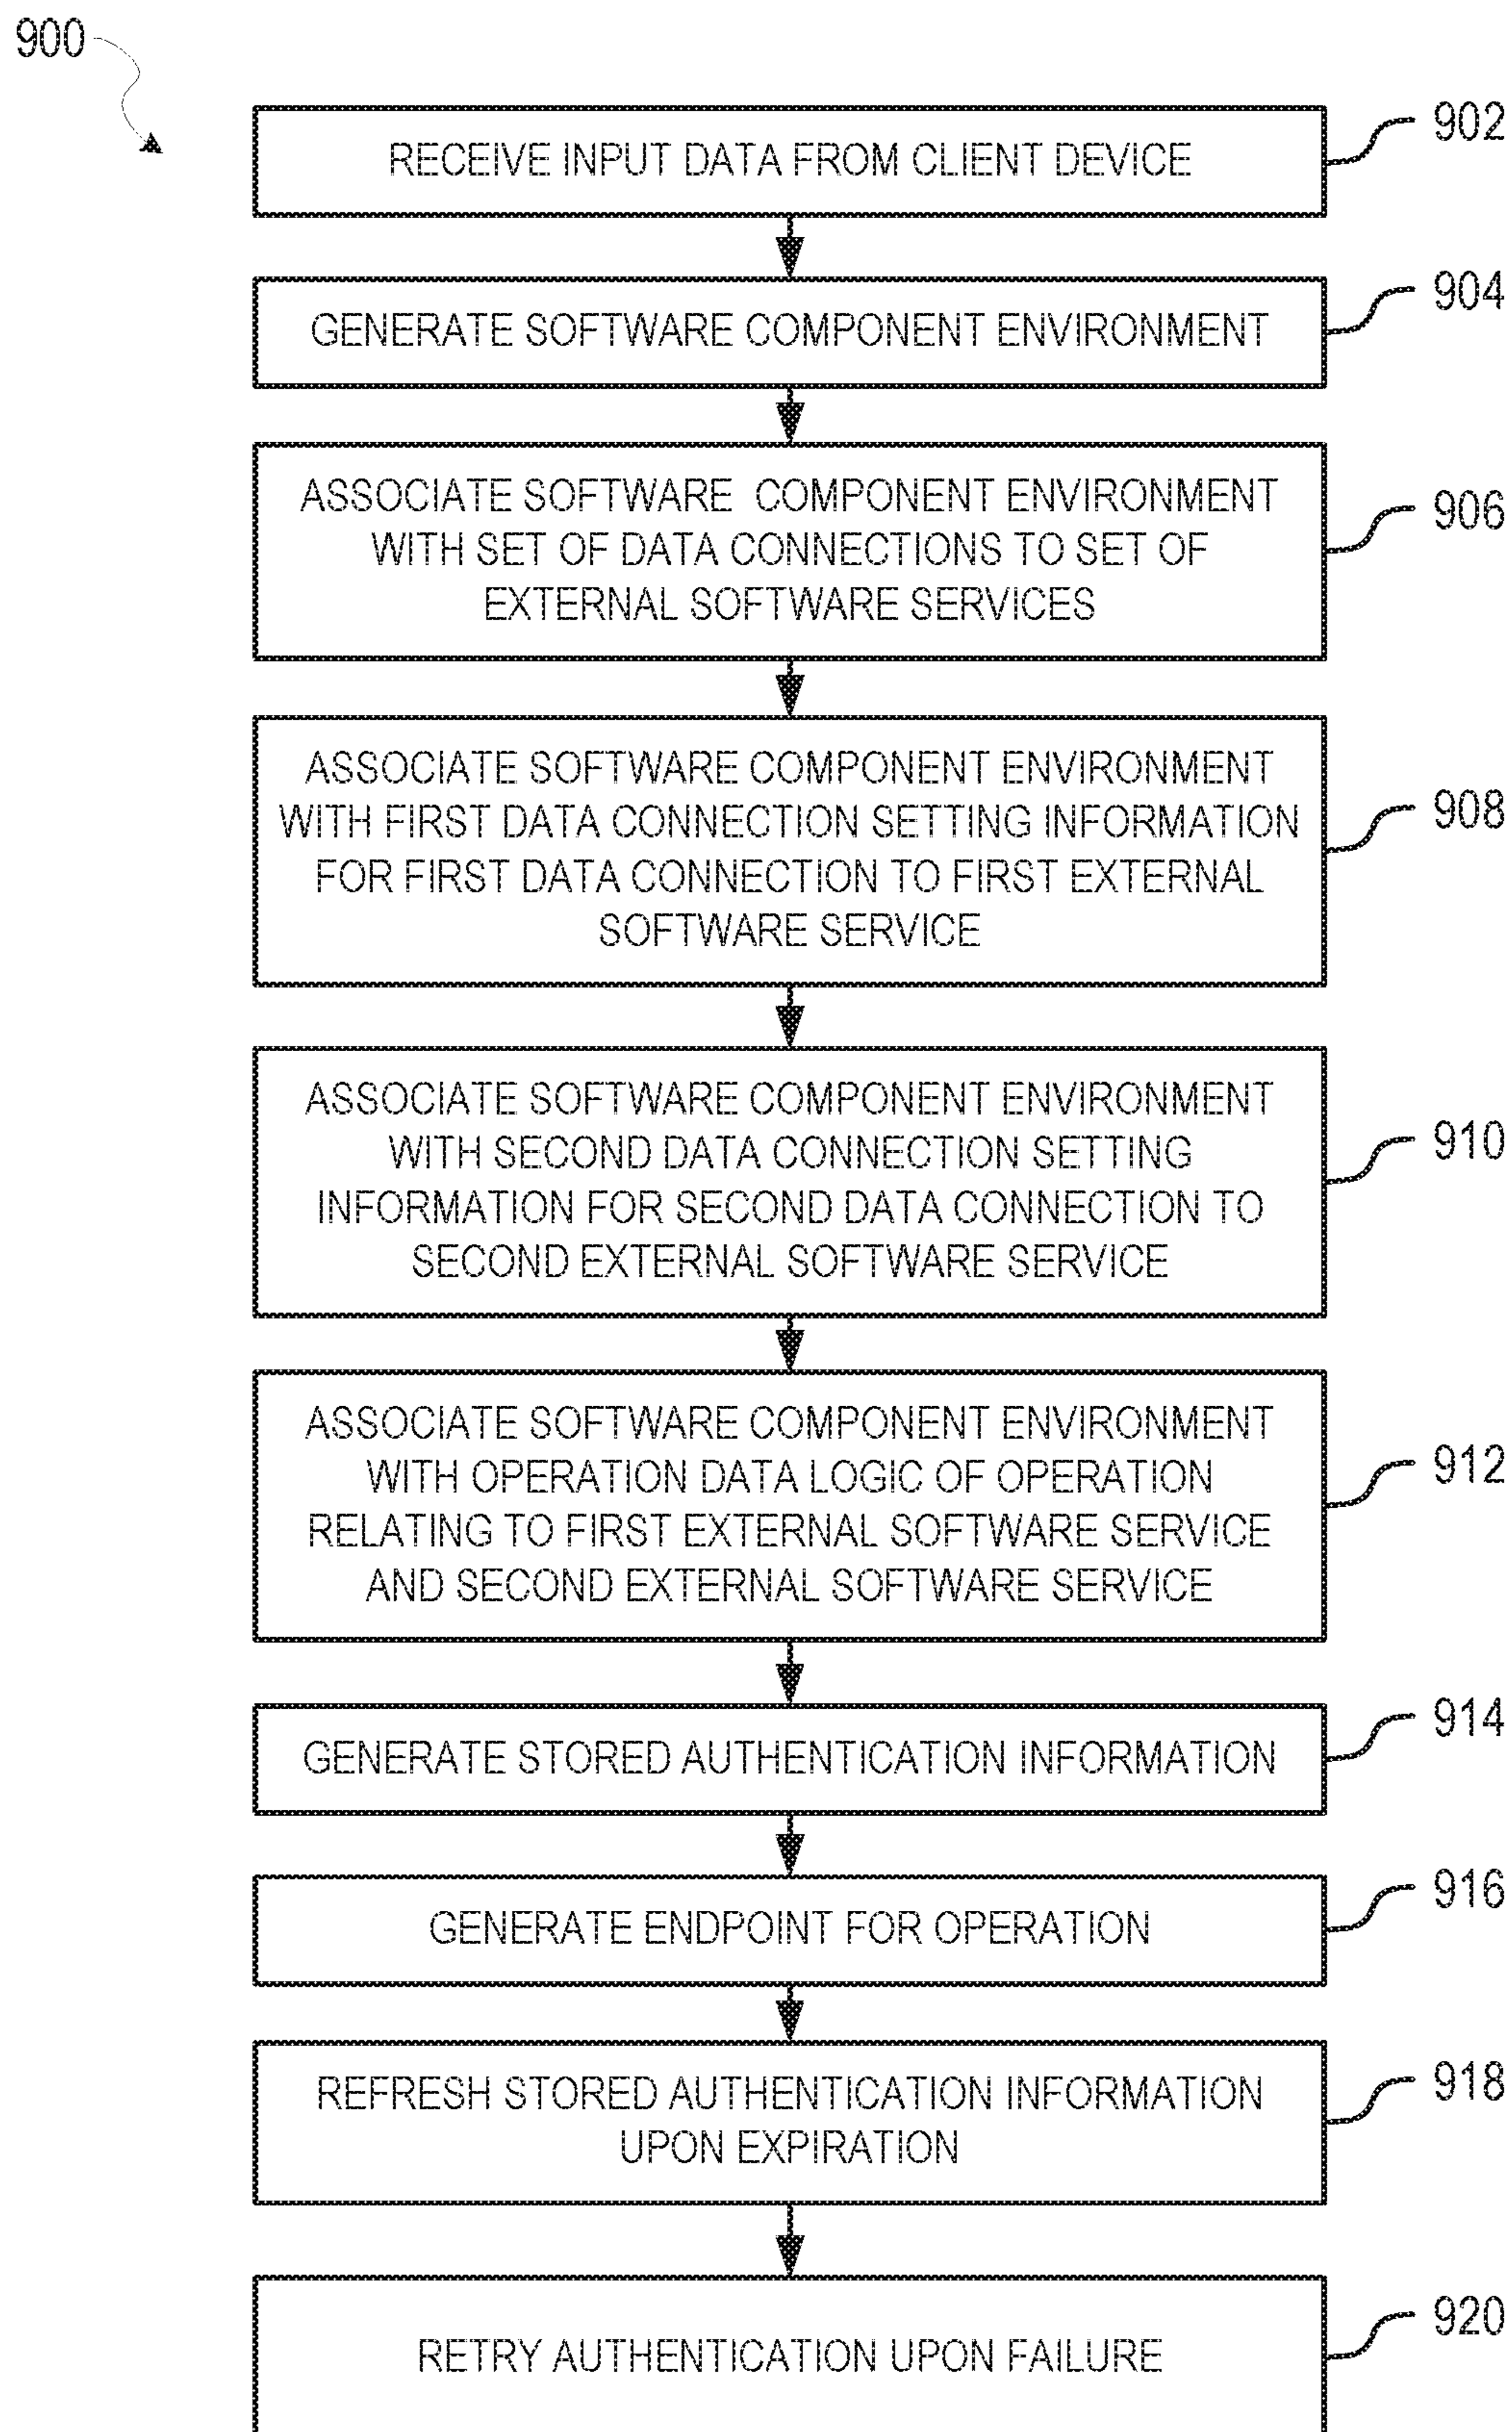 900
RECEIVE INPUT DATA FROM CLIENT DEVICE
902
GENERATE SOFTWARE COMPONENT ENVIRONMENT
904
ASSOCIATE SOFTWARE COMPONENT ENVIRONMENT
WITH SET OF DATA CONNECTIONS TO SET OF
EXTERNAL SOFTWARE SERVICES
906
ASSOCIATE SOFTWARE COMPONENT ENVIRONMENT
WITH FIRST DATA CONNECTION SETTING INFORMATION
FOR FIRST DATA CONNECTION TO FIRST EXTERNAL
SOFTWARE SERVICE
908
ASSOCIATE SOFTWARE COMPONENT ENVIRONMENT
WITH SECOND DATA CONNECTION SETTING
INFORMATION FOR SECOND DATA CONNECTION TO
SECOND EXTERNAL SOFTWARE SERVICE
910
ASSOCIATE SOFTWARE COMPONENT ENVIRONMENT
WITH OPERATION DATA LOGIC OF OPERATION
RELATING TO FIRST EXTERNAL SOFTWARE SERVICE
AND SECOND EXTERNAL SOFTWARE SERVICE
912
GENERATE STORED AUTHENTICATION INFORMATION
914
GENERATE ENDPOINT FOR OPERATION
916
REFRESH STORED AUTHENTICATION INFORMATION
UPON EXPIRATION
918
RETRY AUTHENTICATION UPON FAILURE
920